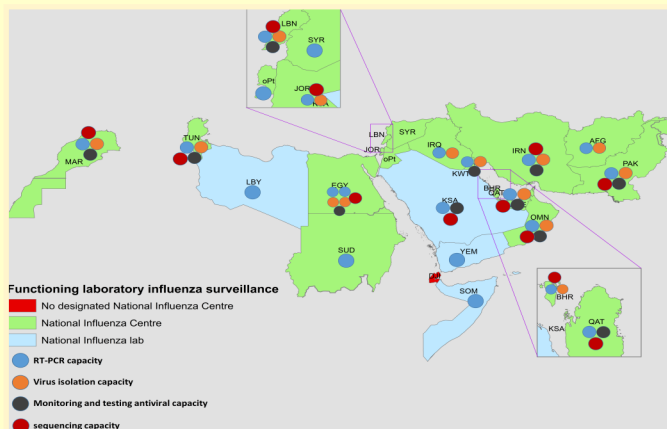 LBN
SYR
oPt
JOR
LBN
SYR
JOR
oPt
IRQ
KWT
IRN
AFG
PAK
MAR
TUN
LBY
EGY
KSA
BHR
QAT
OMN
SUD
YEM
SOM
BHR
KSA
QAT
Functioning laboratory influenza surveillance
No designated National Influenza Centre
National Influenza Centre
National Influenza lab
RT-PCR capacity
Virus isolation capacity
Monitoring and testing antiviral capacity
sequencing capacity